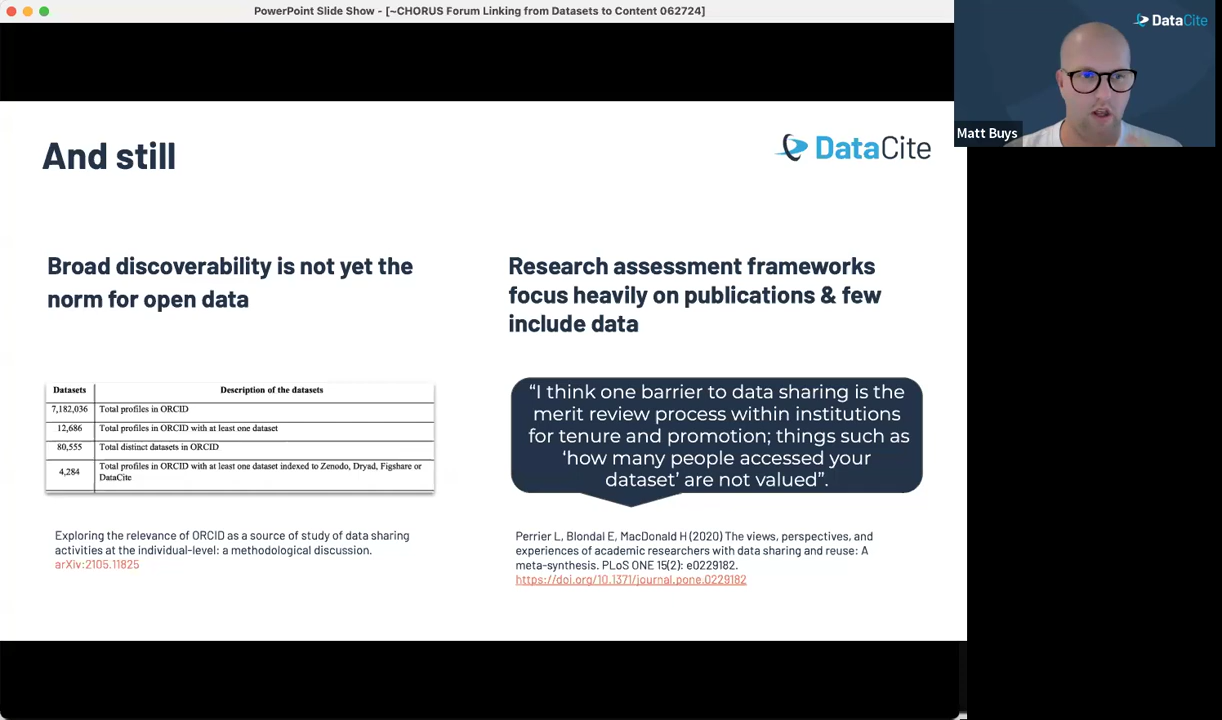 PowerPoint Slide Show - [~CHORUS Forum Linking from Datasets to Content 062724]
DataCite
Matt Buys
And still
DataCite
Broad discoverability is not yet the
norm for open data
Datasets Description of the datasets
7,182,036 Total profiles in ORCID
12,686 Total profiles in ORCID with at least one dataset
80,555 Total distinct datasets in ORCID
4,284 Total profiles in ORCID with at least one dataset indexed to Zenodo, Dryad, Figshare or
DataCite
Exploring the relevance of ORCID as a source of study of data sharing
activities at the individual-level: a methodological discussion.
arXiv:2105.11825
Research assessment frameworks
focus heavily on publications & few
include data
“I think one barrier to data sharing is the
merit review process within institutions
for tenure and promotion; things such as
‘how many people accessed your
dataset’ are not valued”.
Perrier L, Blondal E, MacDonald H (2020) The views, perspectives, and
experiences of academic researchers with data sharing and reuse: A
meta-synthesis. PLoS ONE 15(2): e0229182.
https://doi.org/10.1371/journal.pone.0229182